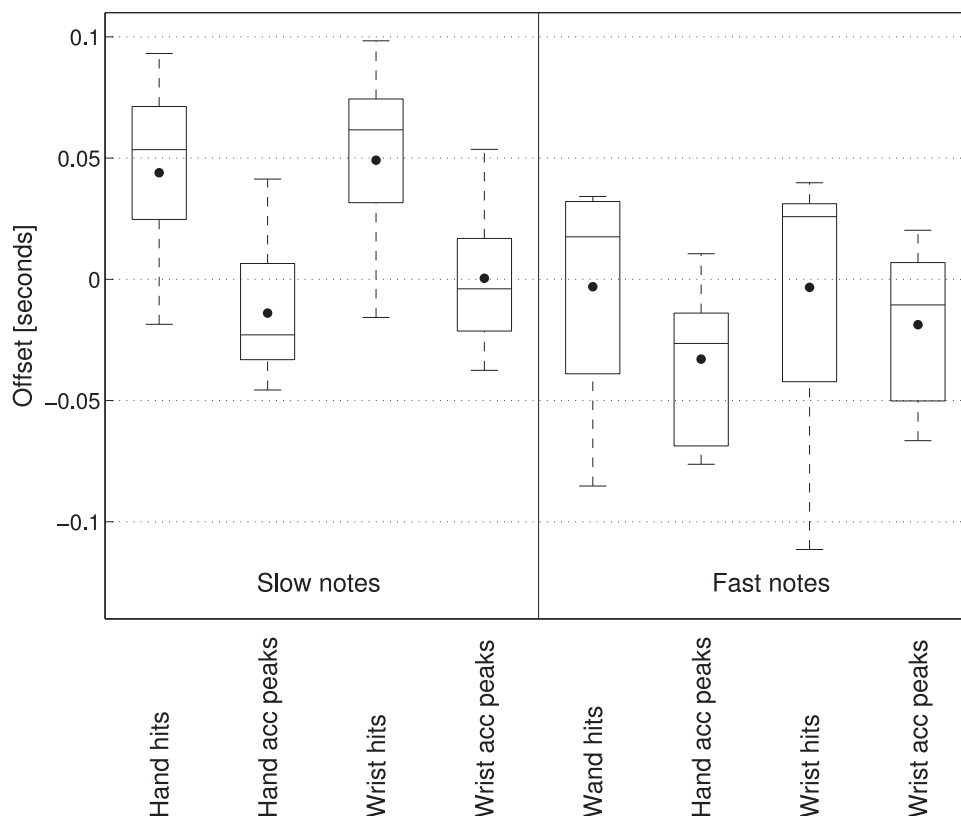 0.1
0.05
0
−0.05
−0.1
Offset [seconds]
Slow notes
Fast notes
Hand hits
Hand acc peaks
Wrist hits
Wrist acc peaks
Wand hits
Hand acc peaks
Wrist hits
Wrist acc peaks